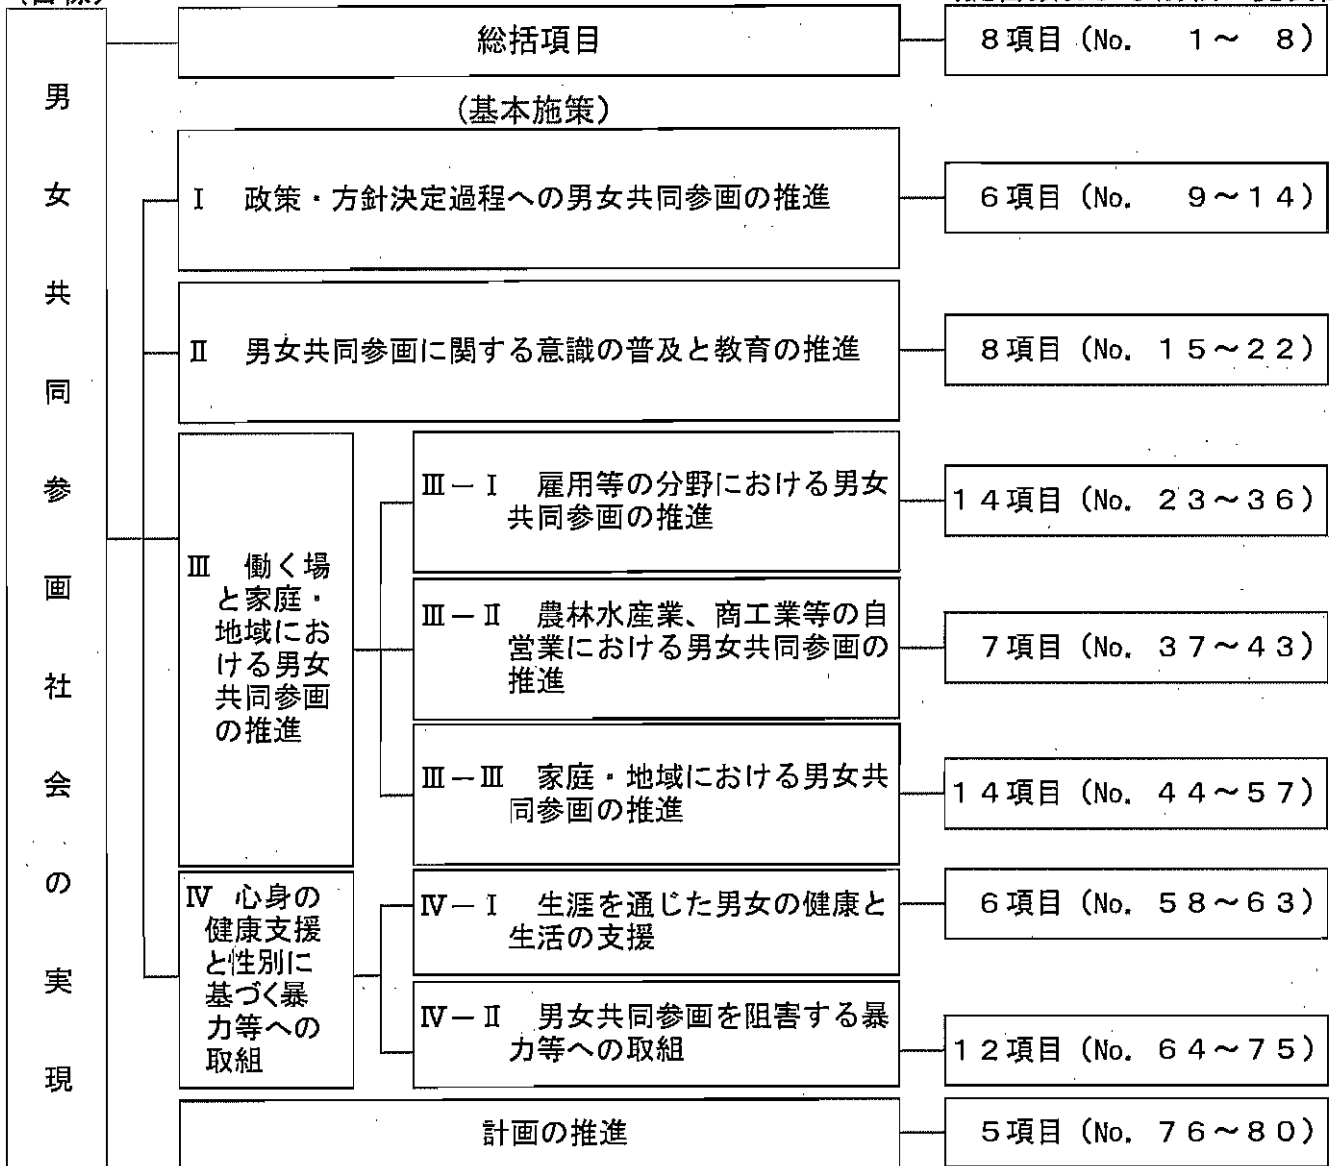 男女共同参画社会の実現
総括項目
8項目(No. 1~ 8)
(基本施策)
Ⅰ 政策・方針決定過程への男女共同参画の推進
6項目(No. 9~14)
Ⅱ 男女共同参画に関する意識の普及と教育の推進
8項目(No. 15~22)
Ⅲ 働く場
と家庭・
地域にお
ける男女
共同参画
の推進
Ⅲ-Ⅰ 雇用等の分野における男女
共同参画の推進
14項目(No. 23~36)
Ⅲ-Ⅱ 農林水産業、商工業等の自
営業における男女共同参画の
推進
7項目(No. 37~43)
Ⅲ-Ⅲ 家庭・地域における男女共
同参画の推進
14項目(No. 44~57)
Ⅳ 心身の
健康支援
と性別に
基づく暴
力等への
取組
Ⅳ-Ⅰ 生涯を通じた男女の健康と
生活の支援
6項目(No. 58~63)
Ⅳ-Ⅱ 男女共同参画を阻害する暴
力等への取組
12項目(No. 64~75)
計画の推進
5項目(No. 76~80)